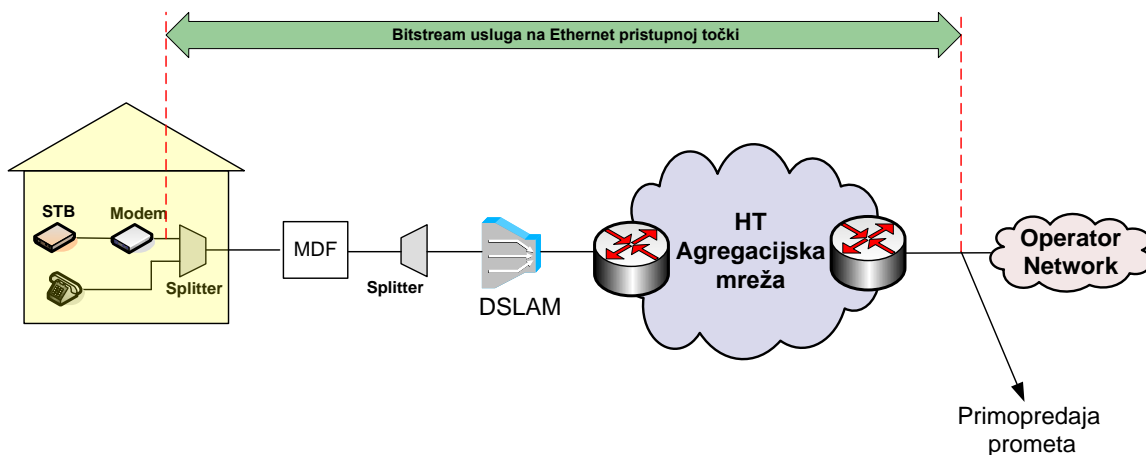 Bitstream usluga na Ethernet pristupnoj točki
STB
Modem
Splitter
MDF
Splitter
DSLAM
HT
Agregacijska
mreža
Operator
Network
Primopredaja
prometa